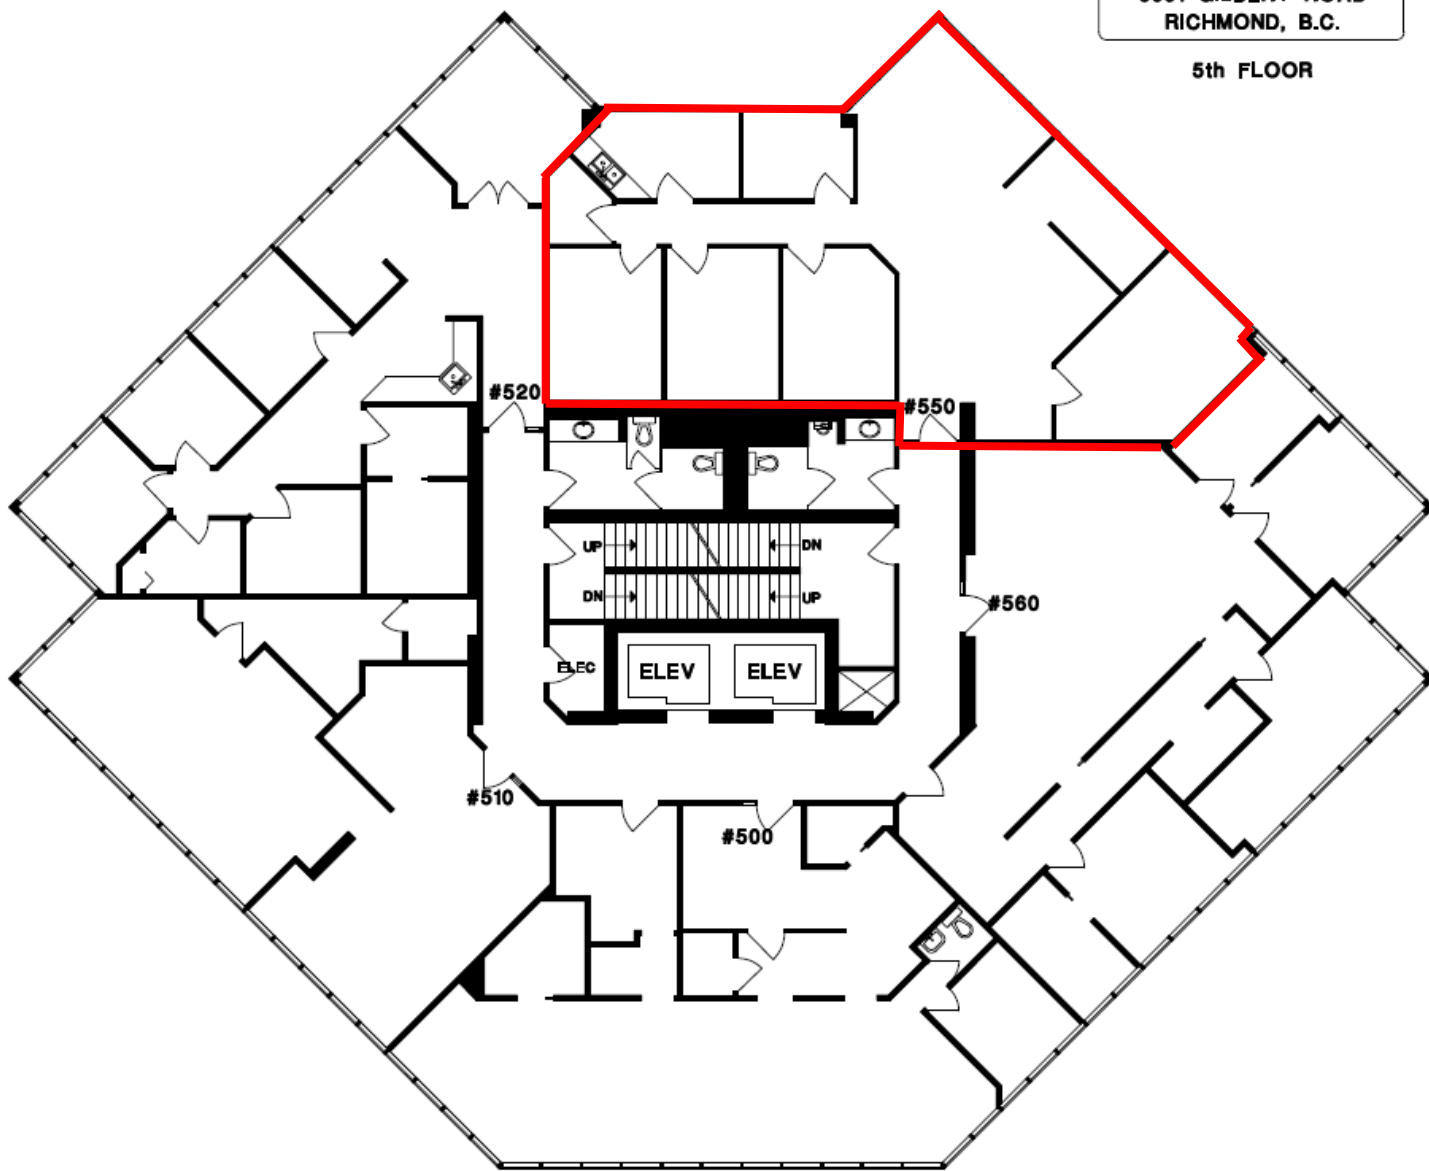 RICHMOND, B.C.
5th FLOOR
#520
#550
UP
DN
DN
UP
#560
ELEC
ELEV
ELEV
#510
#500